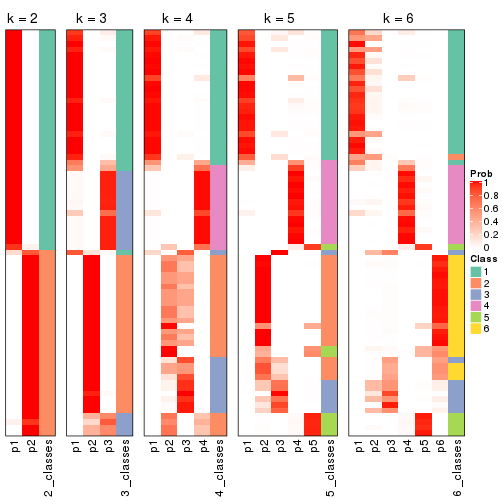 k = 2
k = 3
k = 4
k = 5
k = 6
Prob
1
0.8
0.6
0.4
0.2
0
Class
1
2
3
4
5
6
p1
p2
2_classes
p1
p2
p3
3_classes
p1
p2
p3
p4
4_classes
p1
p2
p3
p4
p5
5_classes
p1
p2
p3
p4
p5
p6
6_classes